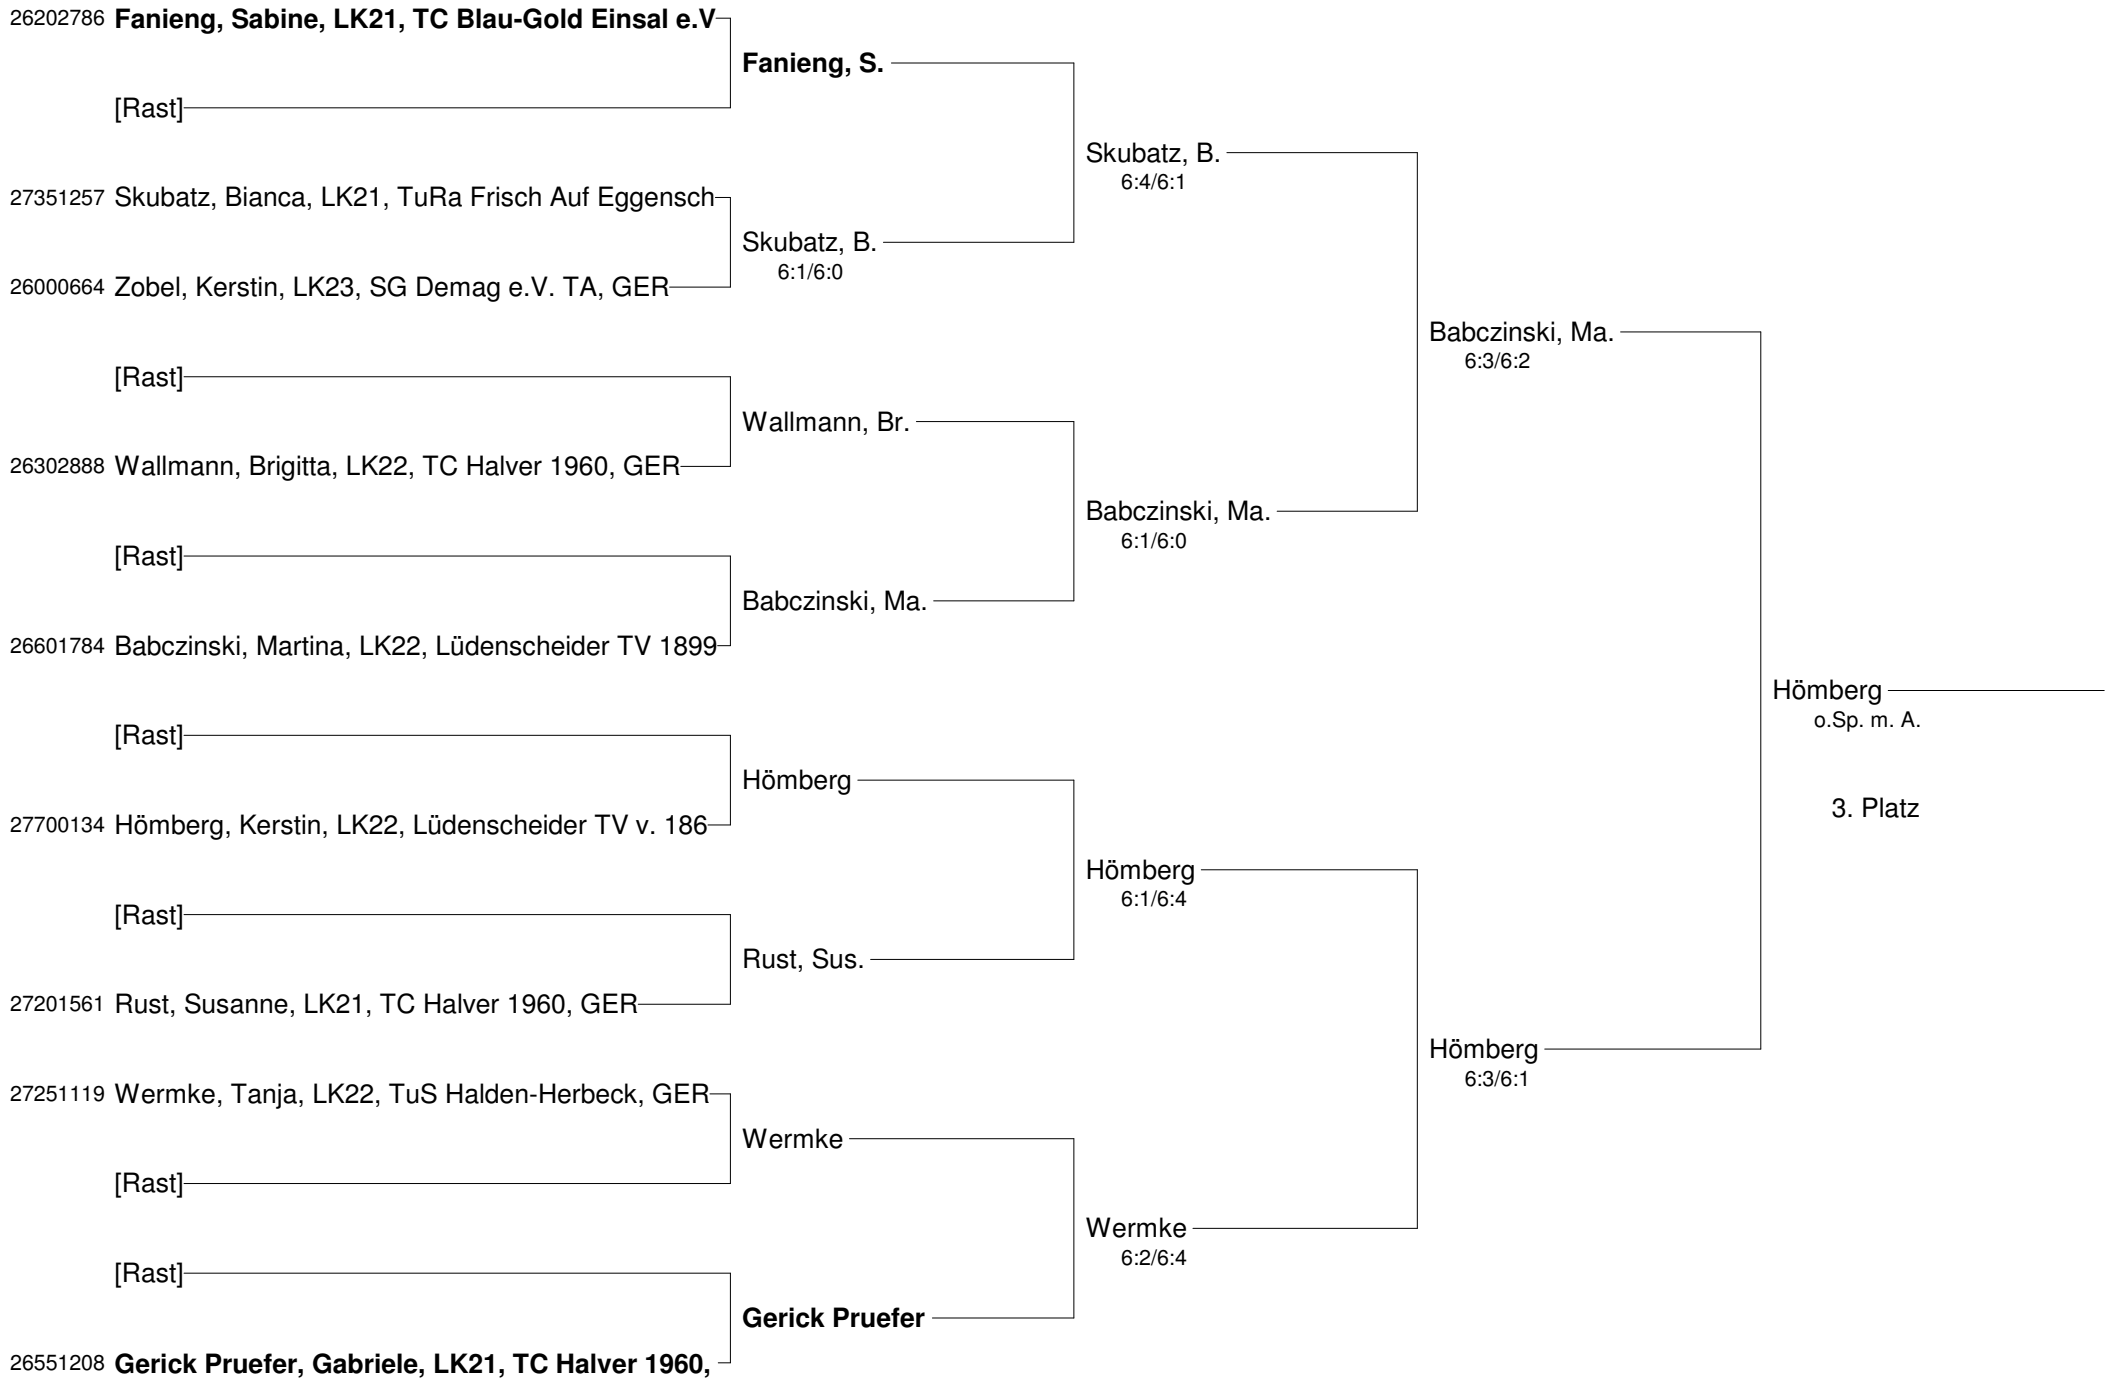 26202786 Fanieng, Sabine, LK21, TC Blau-Gold Einsal e.V
Fanieng, S.
[Rast]
Skubatz, B.
6:4/6:1
27351257 Skubatz, Bianca, LK21, TuRa Frisch Auf Eggensch
Skubatz, B.
6:1/6:0
26000664 Zobel, Kerstin, LK23, SG Demag e.V. TA, GER
Babczinski, Ma.
6:3/6:2
[Rast]
Wallmann, Br.
26302888 Wallmann, Brigitta, LK22, TC Halver 1960, GER
Babczinski, Ma.
6:1/6:0
[Rast]
Babczinski, Ma.
26601784 Babczinski, Martina, LK22, Lüdenscheider TV 1899
Hömberg
o.Sp. m. A.
[Rast]
Hömberg
3. Platz
27700134 Hömberg, Kerstin, LK22, Lüdenscheider TV v. 186
Hömberg
6:1/6:4
[Rast]
Rust, Sus.
27201561 Rust, Susanne, LK21, TC Halver 1960, GER
Hömberg
6:3/6:1
27251119 Wermke, Tanja, LK22, TuS Halden-Herbeck, GER
Wermke
[Rast]
Wermke
6:2/6:4
[Rast]
Gerick Pruefer
26551208 Gerick Pruefer, Gabriele, LK21, TC Halver 1960,